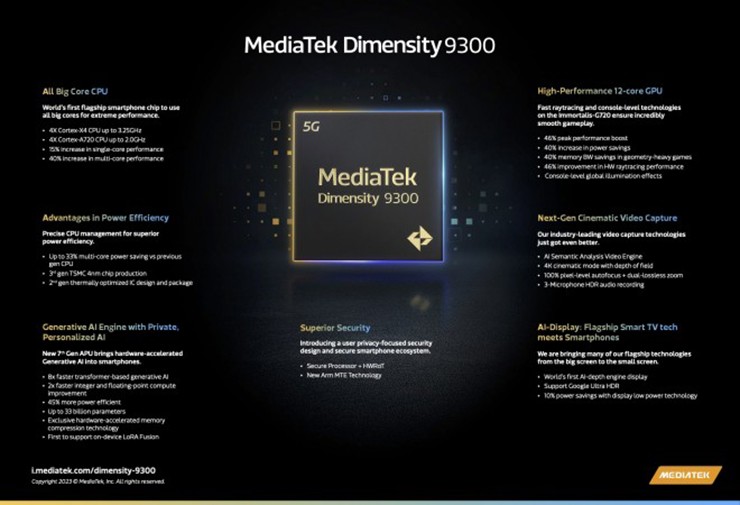 MediaTek Dimensity 9300
All Big Core CPU
World's first flagship smartphone chip to use
all big cores for extreme performance.
• 4X Cortex-X4 CPU up to 3.25GHz
• 4X Cortex-A720 CPU up to 2.0GHz
• 15% increase in single-core performance
• 40% increase in multi-core performance
Advantages in Power Efficiency
Precise CPU management for superior
power efficiency.
• Up to 33% multi-core power saving vs previous
gen CPU
• 3rd gen TSMC 4nm chip production
• 2nd gen thermally optimized IC design and package
Generative AI Engine with Private,
Personalized AI
New 7th Gen APU brings hardware-accelerated
Generative AI into smartphones.
• 8x faster transformer-based generative AI
• 2x faster integer and floating-point compute
improvement
• 45% more power efficient
• Up to 33 billion parameters
• Exclusive hardware-accelerated memory
compression technology
• First to support on-device LoRA Fusion
5G
MediaTek
Dimensity 9300
Superior Security
Introducing a user privacy-focused security
design and secure smartphone ecosystem.
• Secure Processor + HWRoT
• New Arm MTE Technology
High-Performance 12-core GPU
Fast raytracing and console-level technologies
on the Immortalis-G720 ensure incredibly
smooth gameplay.
• 46% peak performance boost
• 40% increase in power savings
• 40% memory BW savings in geometry-heavy games
• 46% improvement in HW raytracing performance
• Console-level global illumination effects
Next-Gen Cinematic Video Capture
Our industry-leading video capture technologies
just got even better.
• AI Semantic Analysis Video Engine
• 4K cinematic mode with depth of field
• 100% pixel-level autofocus + dual-lossless zoom
• 3-Microphone HDR audio recording
AI-Display: Flagship Smart TV tech
meets Smartphones
We are bringing many of our flagship technologies
from the big screen to the small screen.
• World's first AI-depth engine display
• Support Google Ultra HDR
• 10% power savings with display low power technology
i.mediatek.com/dimensity-9300
Copyright 2023 © MediaTek, Inc. All rights reserved.
MEDIATEK